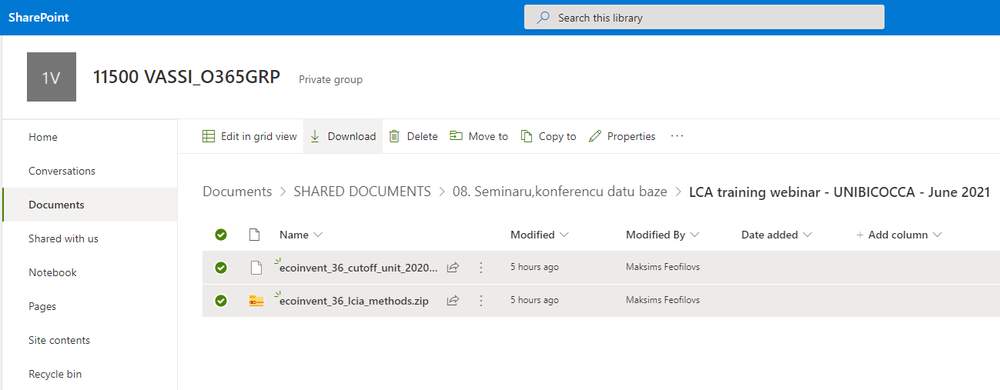 SharePoint
Search this library
1V
11500 VASSI_O365GRP
Private group
Home
Conversations
Documents
Shared with us
Notebook
Pages
Site contents
Recycle bin
Edit in grid view
Download
Delete
Move to
Copy to
Properties
Documents > SHARED DOCUMENTS > 08. Seminaru,konferencu datu baze > LCA training webinar - UNIBICOCCA - June 2021
Name Modified Modified By Date added + Add column
ecoinvent_36_cutoff_unit_2020... 5 hours ago Maksims Feofilovs
ecoinvent_36_lcia_methods.zip 5 hours ago Maksims Feofilovs